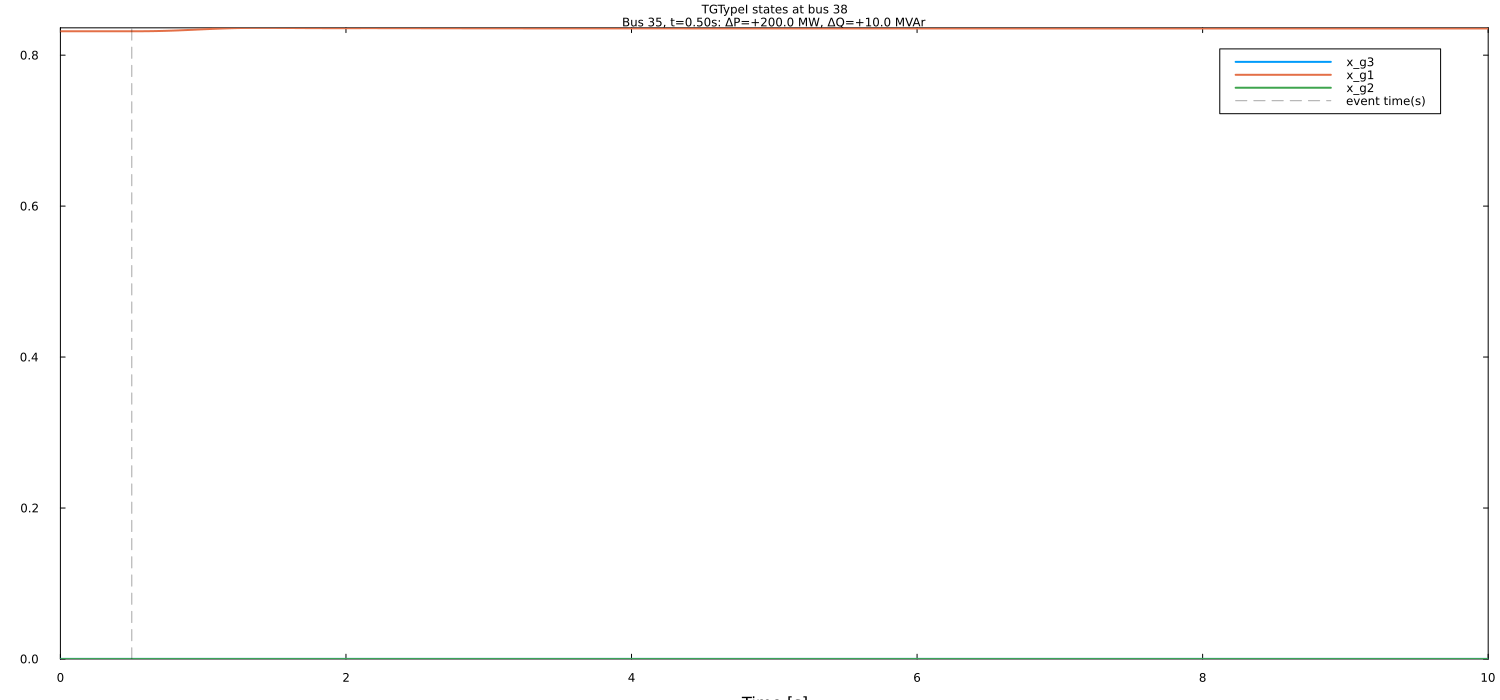 TGTypeI states at bus 38
Bus 35, t=0.50s: ΔP=+200.0 MW, ΔQ=+10.0 MVAr
0.8
x_g3
x_g1
x_g2
event time(s)
0.6
0.4
0.2
0.0
0 2 4 6 8 10
Time [s]